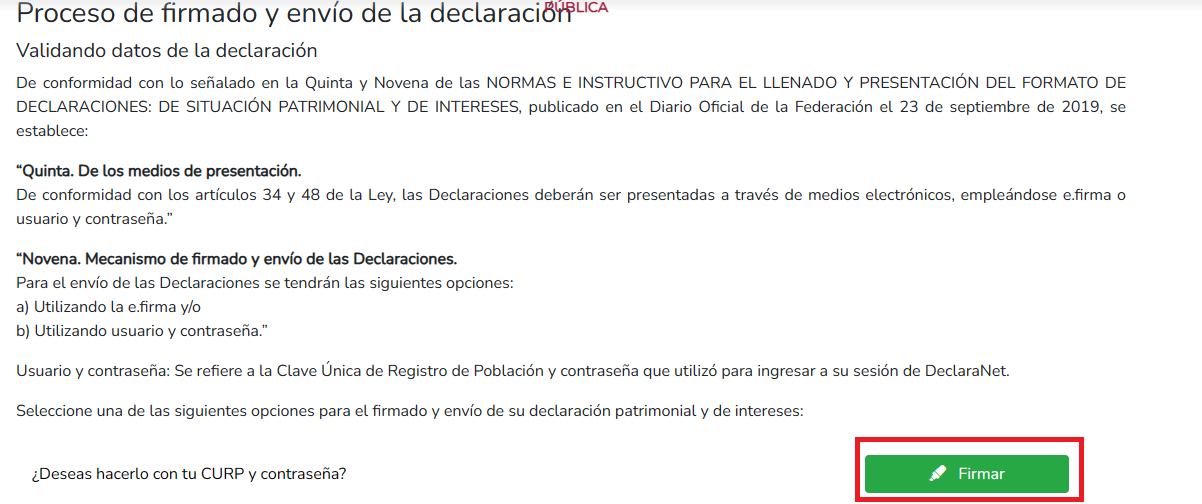 PÚBLICA
Proceso de firmado y envío de la declaración
Validando datos de la declaración
De conformidad con lo señalado en la Quinta y Novena de las NORMAS E INSTRUCTIVO PARA EL LLENADO Y PRESENTACIÓN DEL FORMATO DE
DECLARACIONES: DE SITUACIÓN PATRIMONIAL Y DE INTERESES, publicado en el Diario Oficial de la Federación el 23 de septiembre de 2019, se
establece:
“Quinta. De los medios de presentación.
De conformidad con los artículos 34 y 48 de la Ley, las Declaraciones deberán ser presentadas a través de medios electrónicos, empleándose e.firma o
usuario y contraseña.”
“Novena. Mecanismo de firmado y envío de las Declaraciones.
Para el envío de las Declaraciones se tendrán las siguientes opciones:
a) Utilizando la e.firma y/o
b) Utilizando usuario y contraseña.”
Usuario y contraseña: Se refiere a la Clave Única de Registro de Población y contraseña que utilizó para ingresar a su sesión de DeclaraNet.
Seleccione una de las siguientes opciones para el firmado y envío de su declaración patrimonial y de intereses:
¿Deseas hacerlo con tu CURP y contraseña?
Firmar